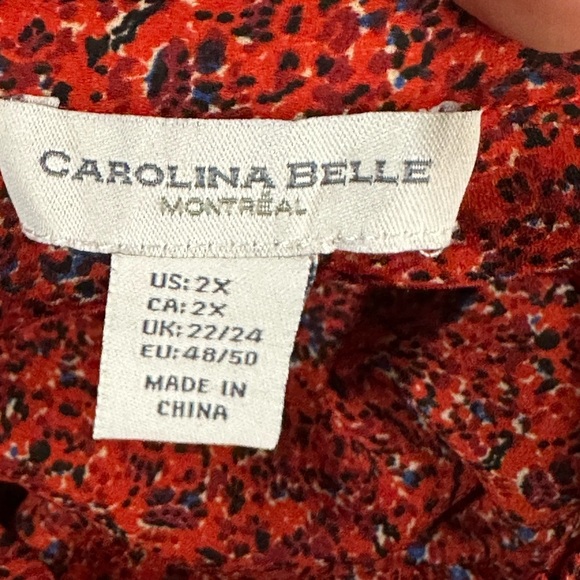 CAROLINA BELLE
MONTRÉAL
US: 2X
CA: 2X
UK: 22/24
EU: 48/50
MADE IN
CHINA